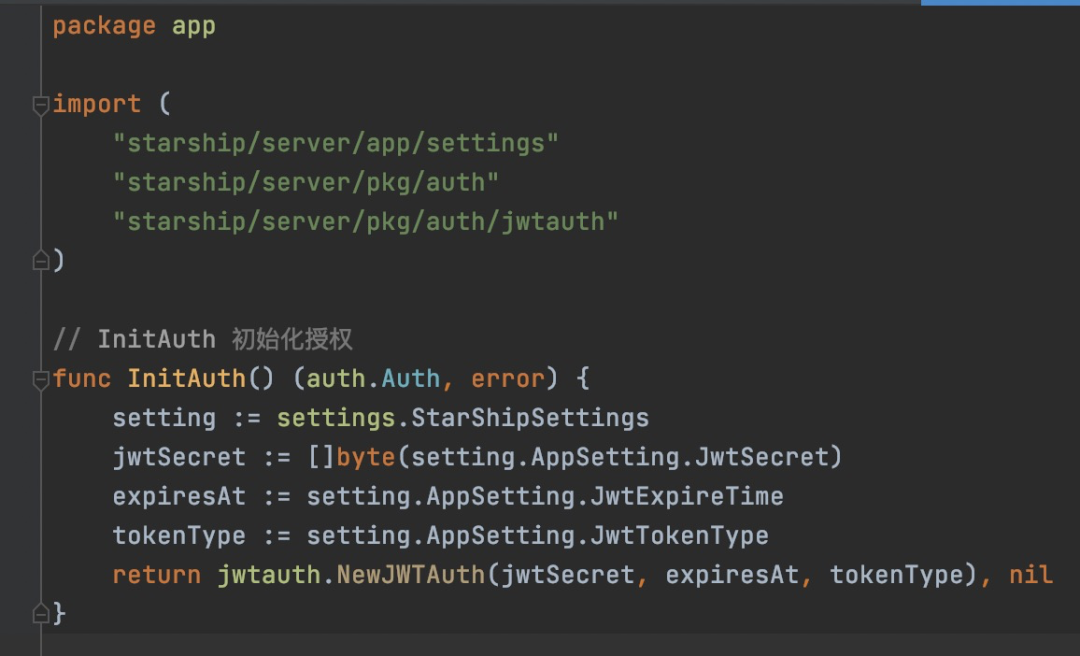 package app
import (
"starship/server/app/settings"
"starship/server/pkg/auth"
"starship/server/pkg/auth/jwtauth"
)
// InitAuth 初始化授权
func InitAuth() (auth.Auth, error) {
setting := settings.StarShipSettings
jwtSecret := []byte(setting.AppSetting.JwtSecret)
expiresAt := setting.AppSetting.JwtExpireTime
tokenType := setting.AppSetting.JwtTokenType
return jwtauth.NewJWTAuth(jwtSecret, expiresAt, tokenType), nil
}